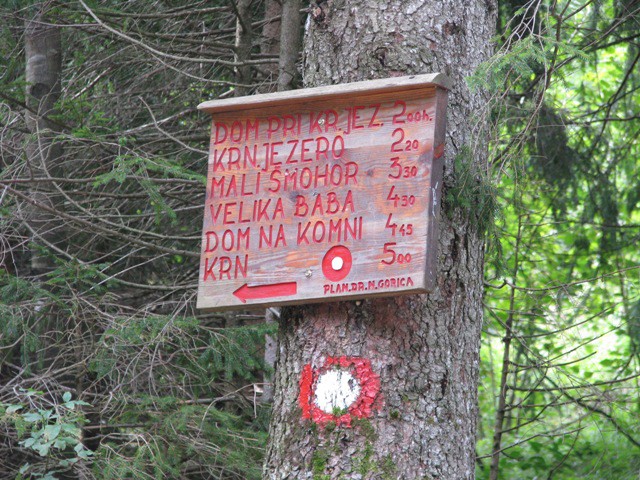 DOM PRI KR.JEZ. 2 00h.
KRN.JEZERO 2 20
MALI ŠMOHOR 3 30
VELIKA BABA 4 30
DOM NA KOMNI 4 45
KRN 5 00
PLAN.DR.N.GORICA